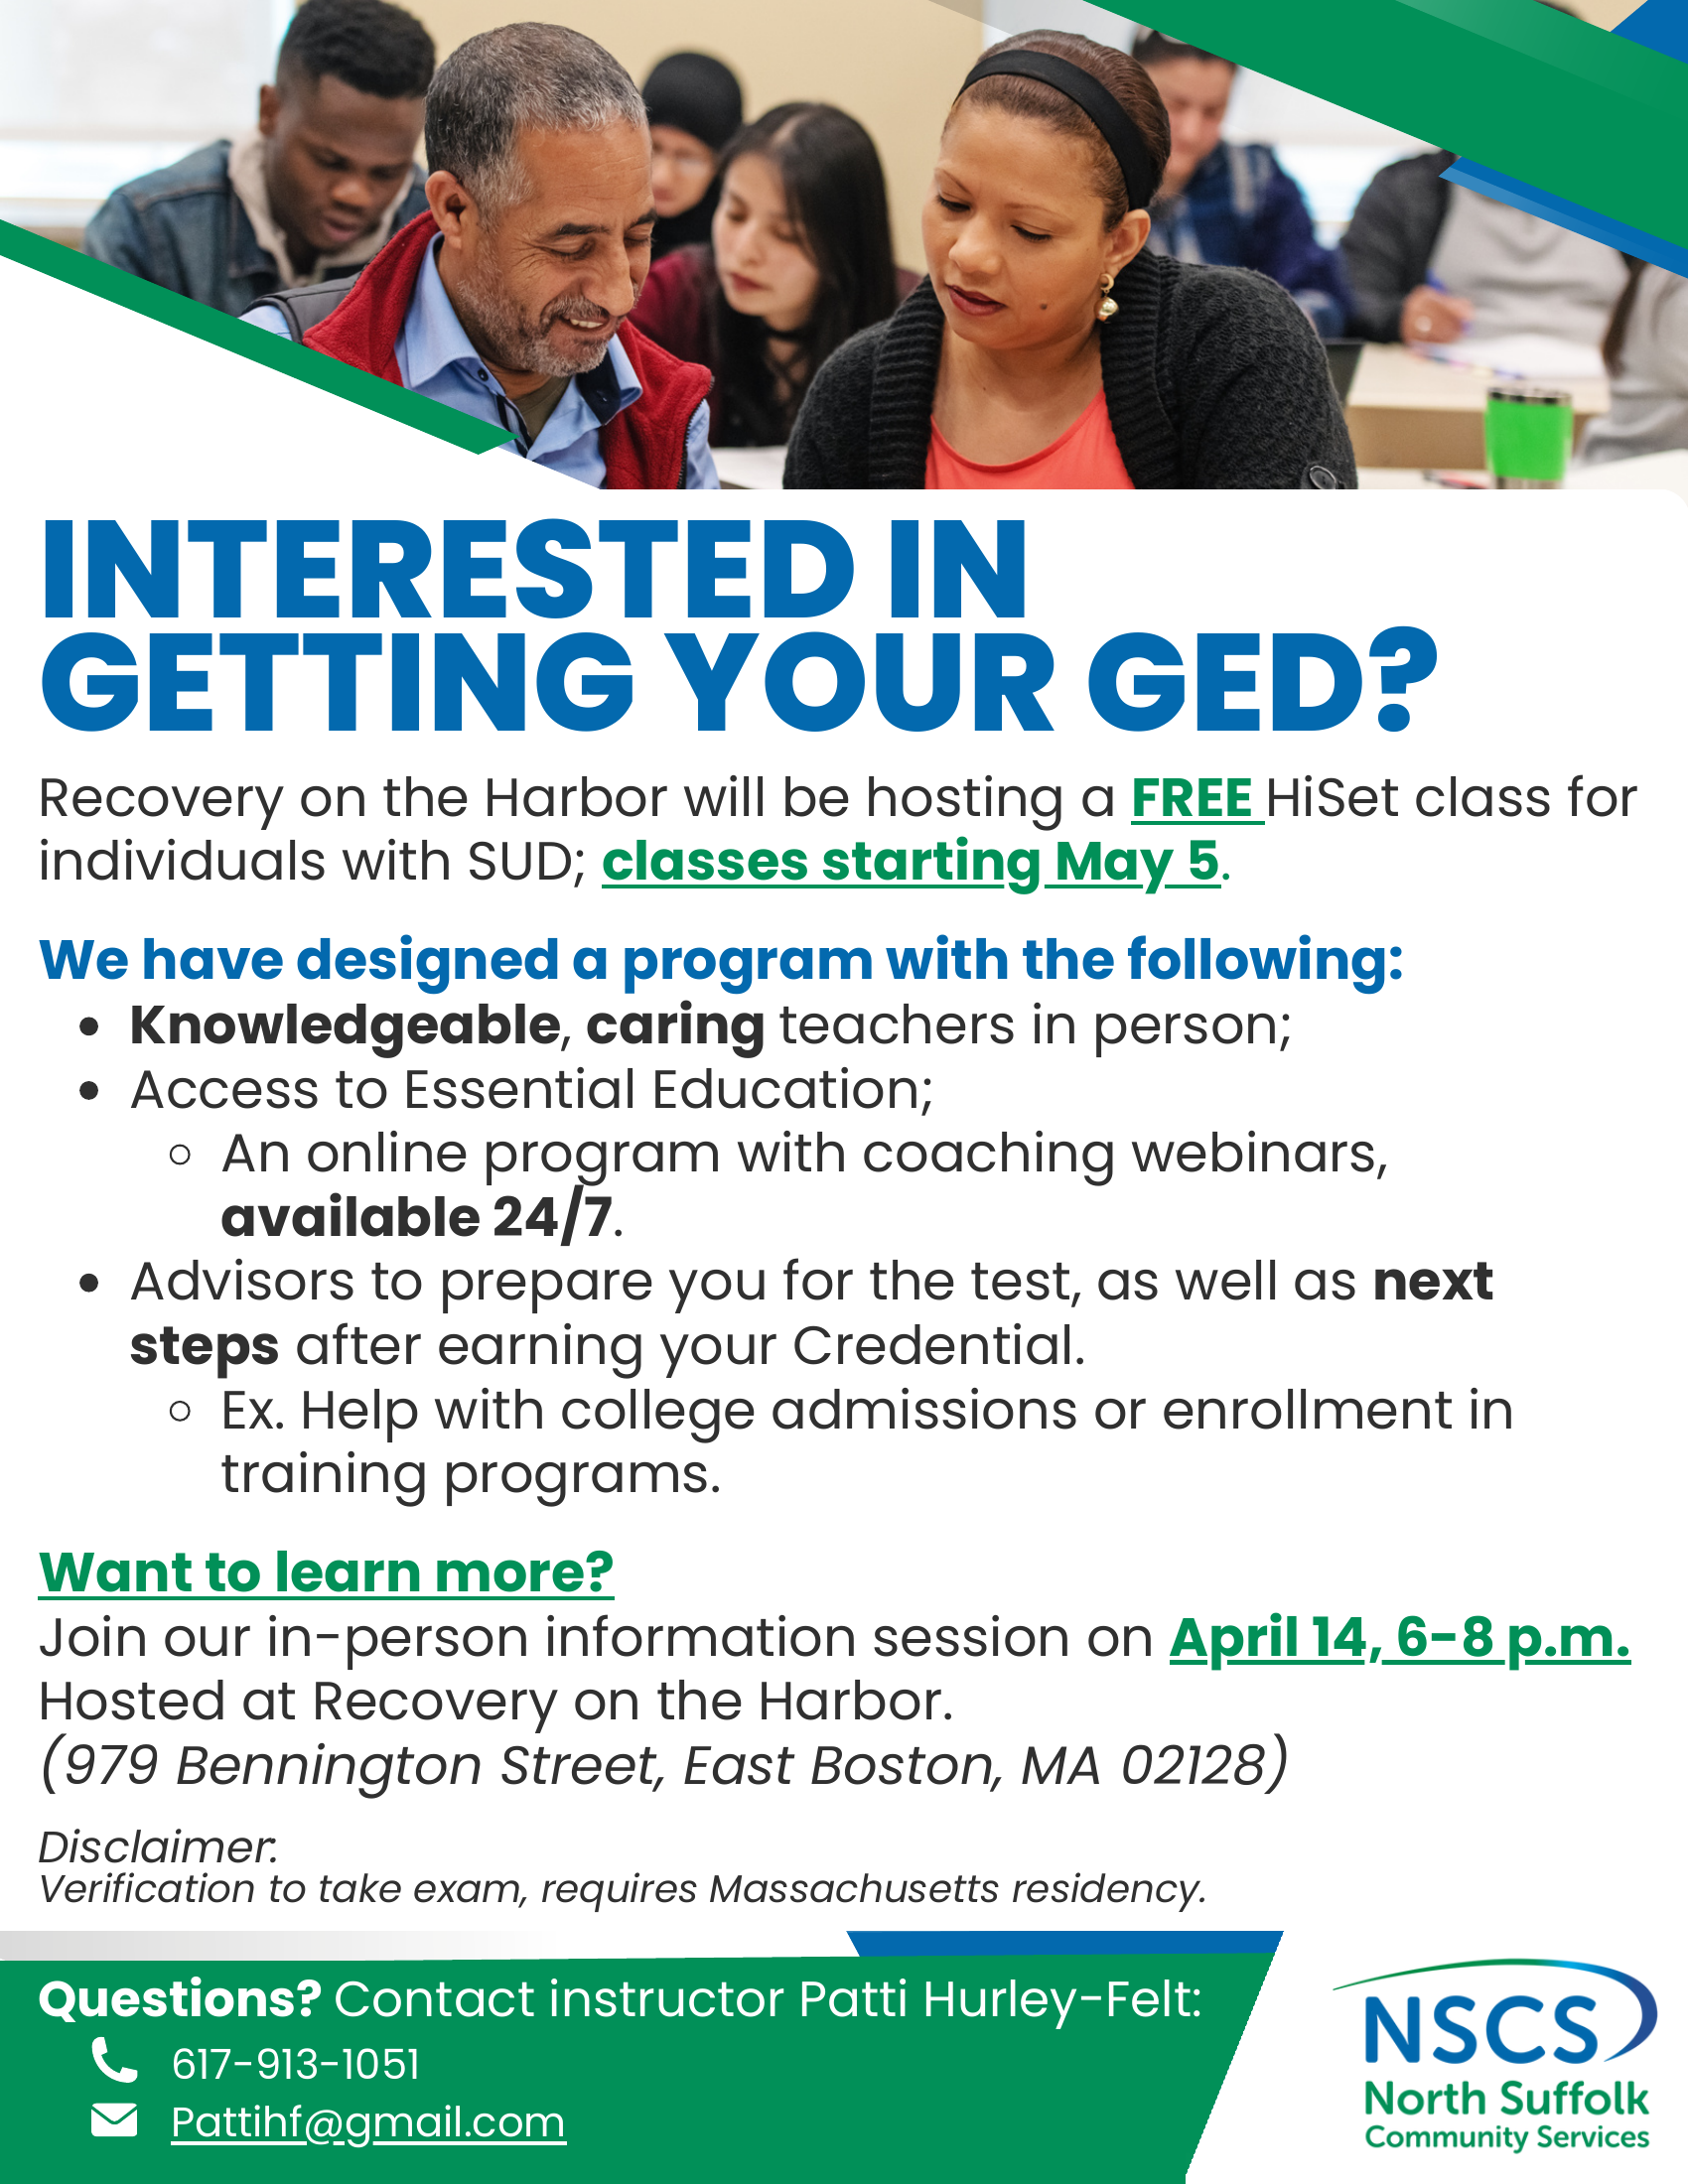 INTERESTED IN
GETTING YOUR GED?
Recovery on the Harbor will be hosting a FREE HiSet class for
individuals with SUD; classes starting May 5.
We have designed a program with the following:
• Knowledgeable, caring teachers in person;
• Access to Essential Education;
◦ An online program with coaching webinars,
available 24/7.
• Advisors to prepare you for the test, as well as next
steps after earning your Credential.
◦ Ex. Help with college admissions or enrollment in
training programs.
Want to learn more?
Join our in-person information session on April 14, 6-8 p.m.
Hosted at Recovery on the Harbor.
(979 Bennington Street, East Boston, MA 02128)
Disclaimer:
Verification to take exam, requires Massachusetts residency.
Questions? Contact instructor Patti Hurley-Felt:
617-913-1051
Pattihf@gmail.com
NSCS
North Suffolk
Community Services